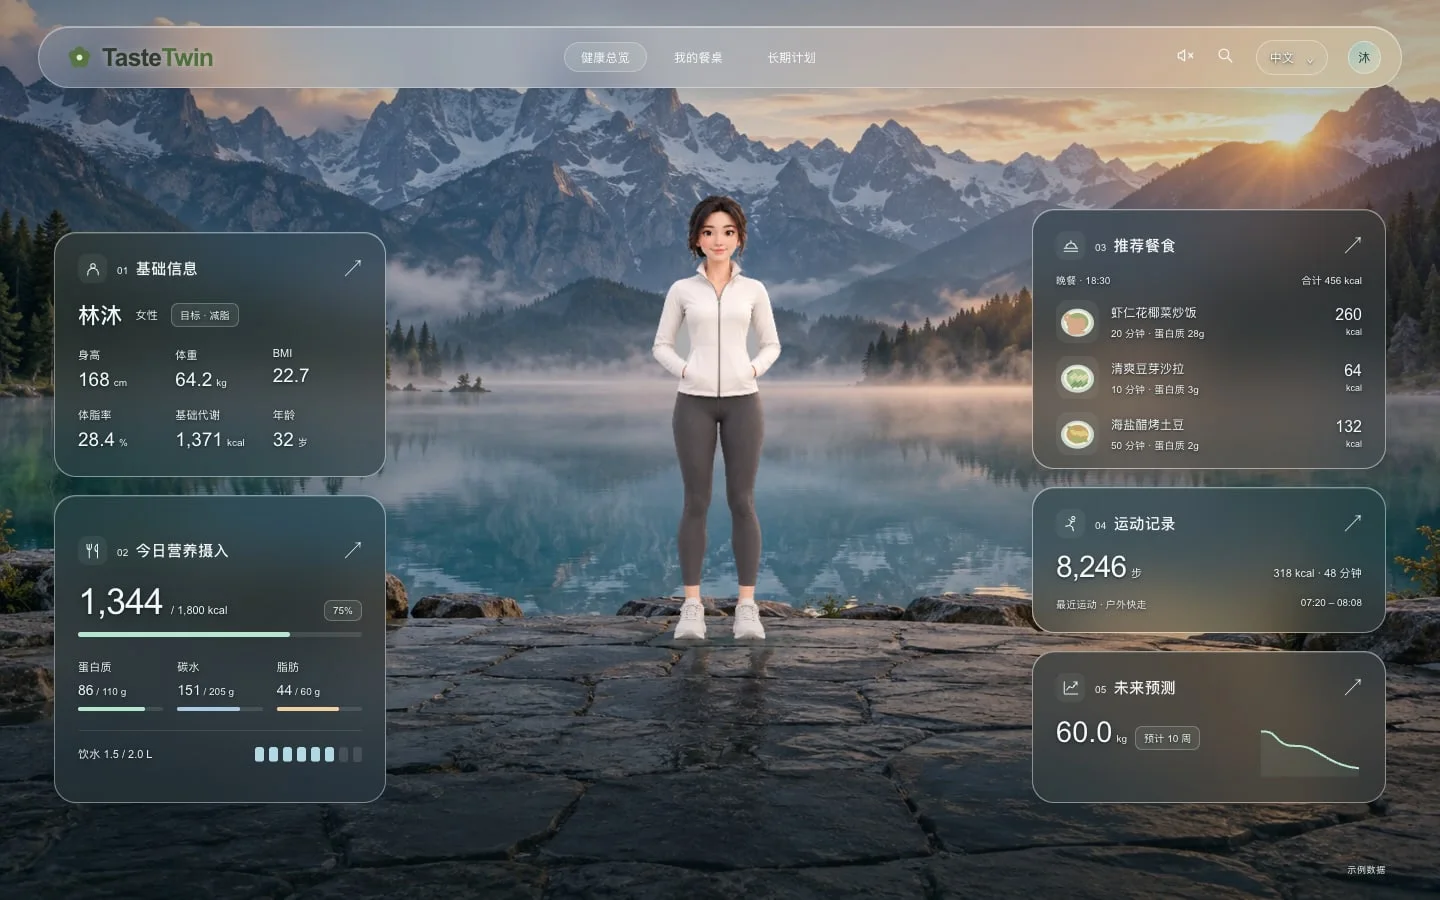 TasteTwin
健康总览
我的餐桌
长期计划
中文
沐
01 基础信息
林沐 女性 目标 · 减脂
身高 体重 BMI
168 cm 64.2 kg 22.7
体脂率 基础代谢 年龄
28.4 % 1,371 kcal 32 岁
02 今日营养摄入
1,344 / 1,800 kcal 75%
蛋白质 碳水 脂肪
86 / 110 g 151 / 205 g 44 / 60 g
饮水 1.5 / 2.0 L
03 推荐餐食
晚餐 · 18:30 合计 456 kcal
虾仁花椰菜炒饭 260
20 分钟 · 蛋白质 28g kcal
清爽豆芽沙拉 64
10 分钟 · 蛋白质 3g kcal
海盐醋烤土豆 132
50 分钟 · 蛋白质 2g kcal
04 运动记录
8,246 步 318 kcal · 48 分钟
最近运动 · 户外快走 07:20 – 08:08
05 未来预测
60.0 kg 预计 10 周
示例数据